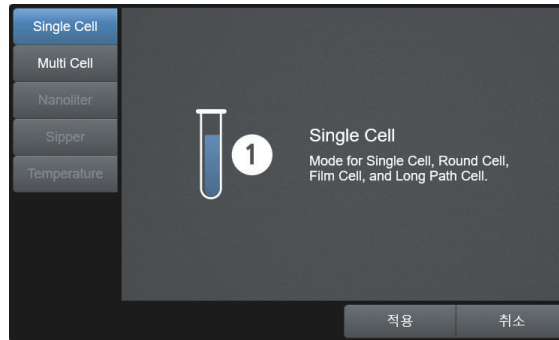 Single Cell
Multi Cell
Nanoliter
Sipper
Temperature
1
Single Cell
Mode for Single Cell, Round Cell,
Film Cell, and Long Path Cell.
적용
취소